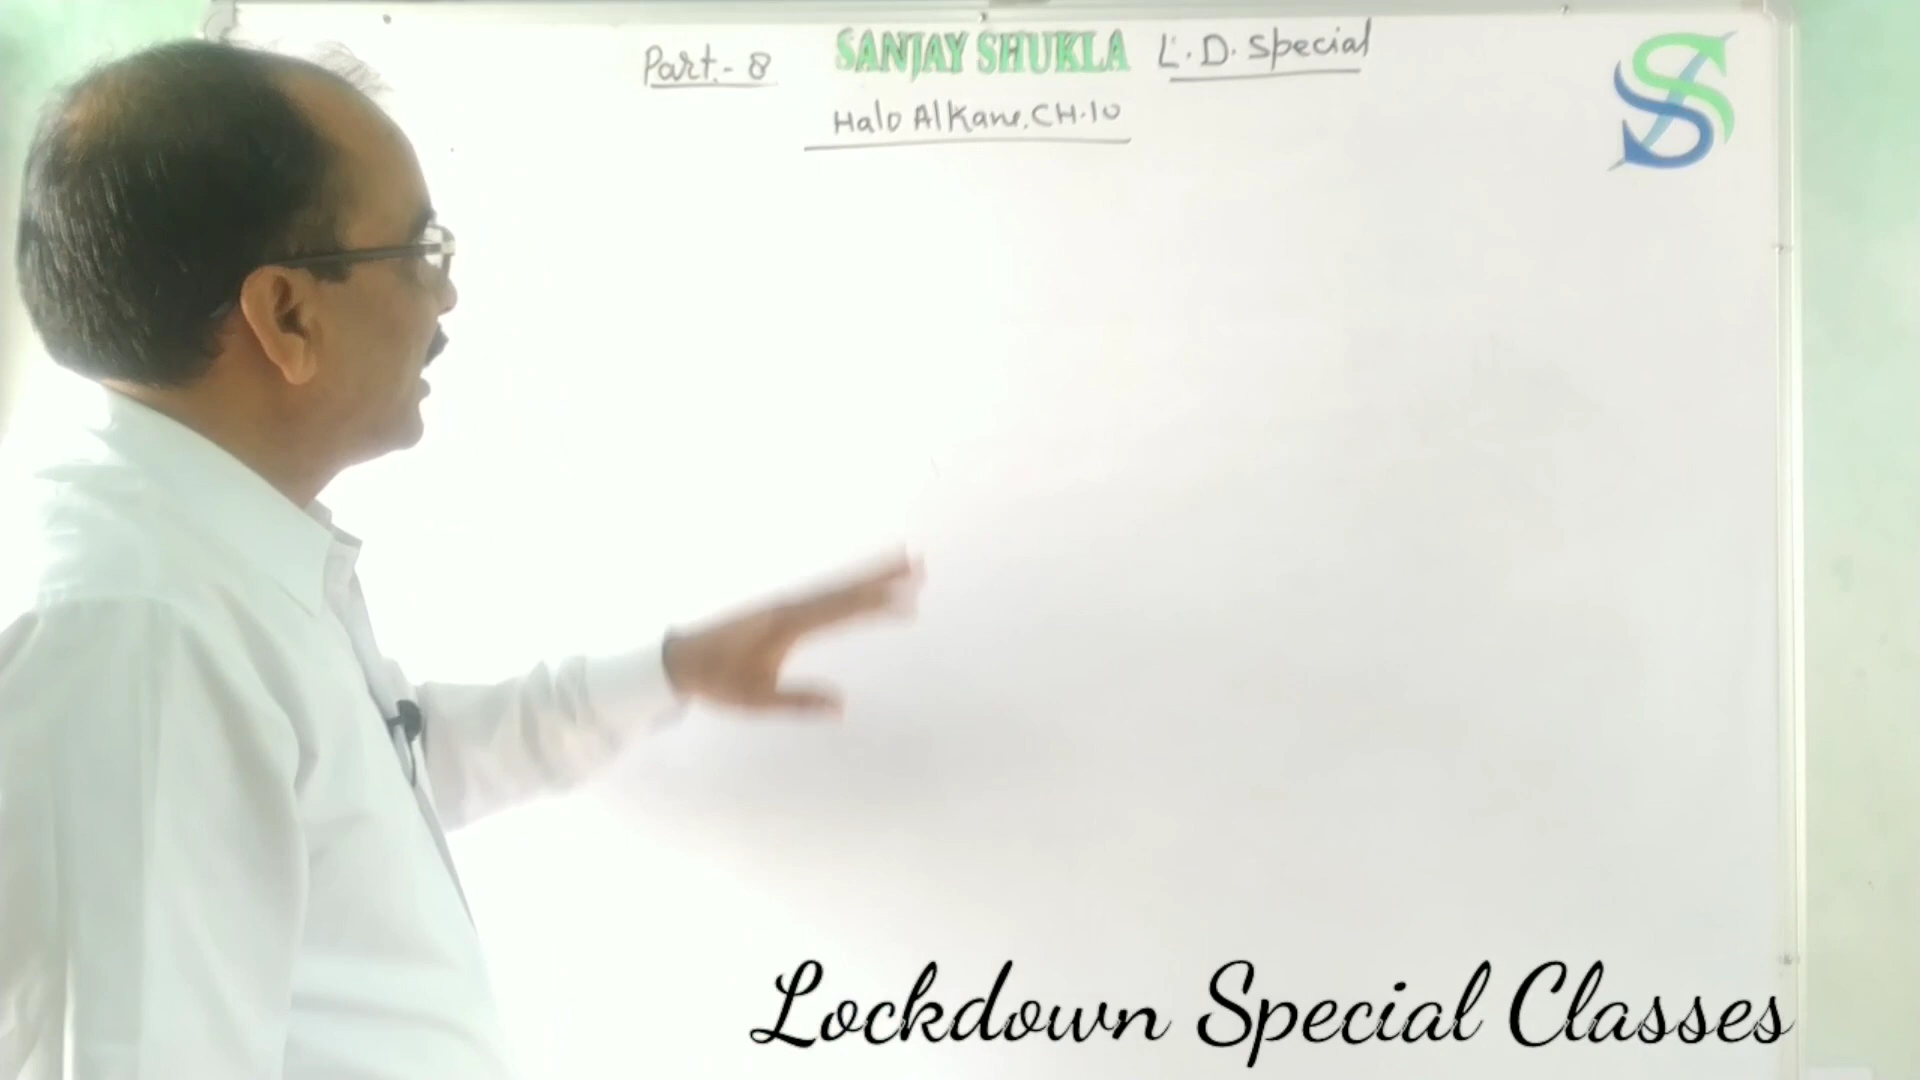 Part.- 8 SANJAY SHUKLA L.D. Special
Halo Alkane. CH.10
Lockdown Special Classes